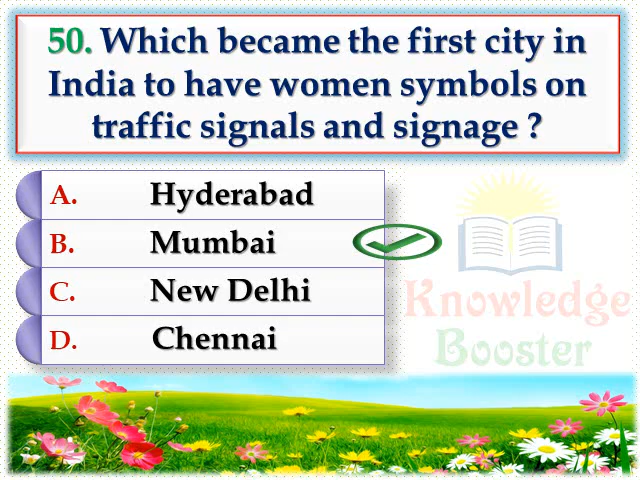 50. Which became the first city in
India to have women symbols on
traffic signals and signage ?
A. Hyderabad
B. Mumbai
C. New Delhi
D. Chennai
Knowledge
Booster